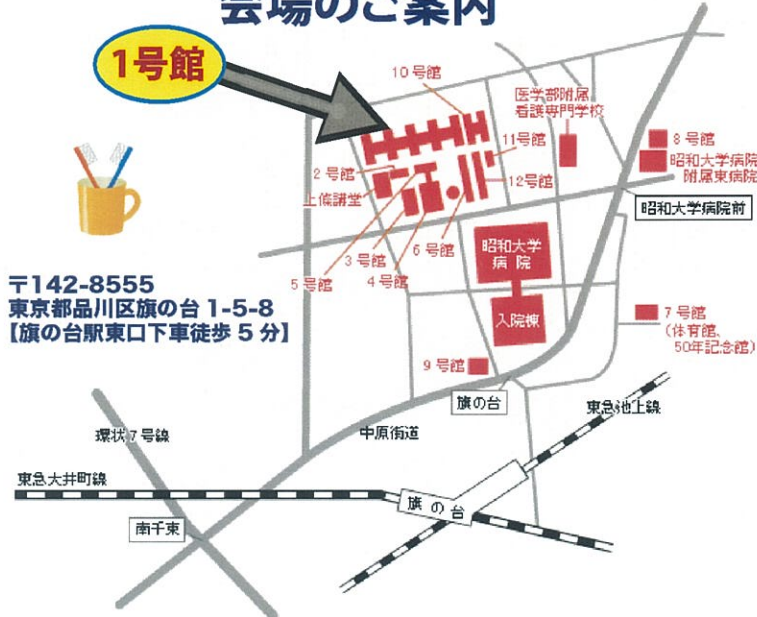 会場のご案内
1号館
10号館
医学部附属
看護専門学校
8号館
昭和大学病院
附属東病院
11号館
2号館
12号館
上條講堂
昭和大学病院前
6号館
昭和大学
病院
3号館
5号館
4号館
〒142-8555
東京都品川区旗の台 1-5-8
【旗の台駅東口下車徒歩 5 分】
入院棟
7号館
(体育館、
50年記念館)
9号館
旗の台
東急池上線
環状7号線
中原街道
東急大井町線
旗の台
南千束